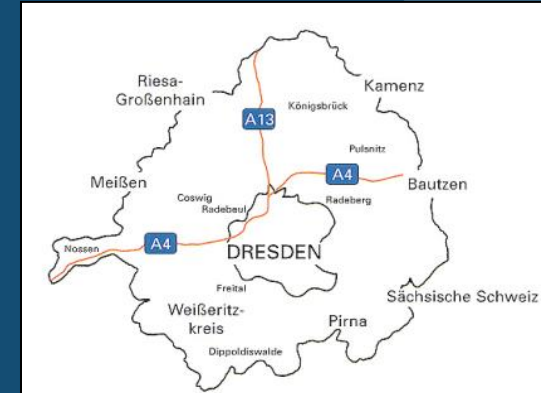 Riesa-
Großenhain
Kamenz
Königsbrück
A13
Pulsnitz
A4
Meißen
Bautzen
Coswig
Radebeul
Radeberg
Nossen
A4
DRESDEN
Freital
Sächsische Schweiz
Weißeritz-
kreis
Pirna
Dippoldiswalde